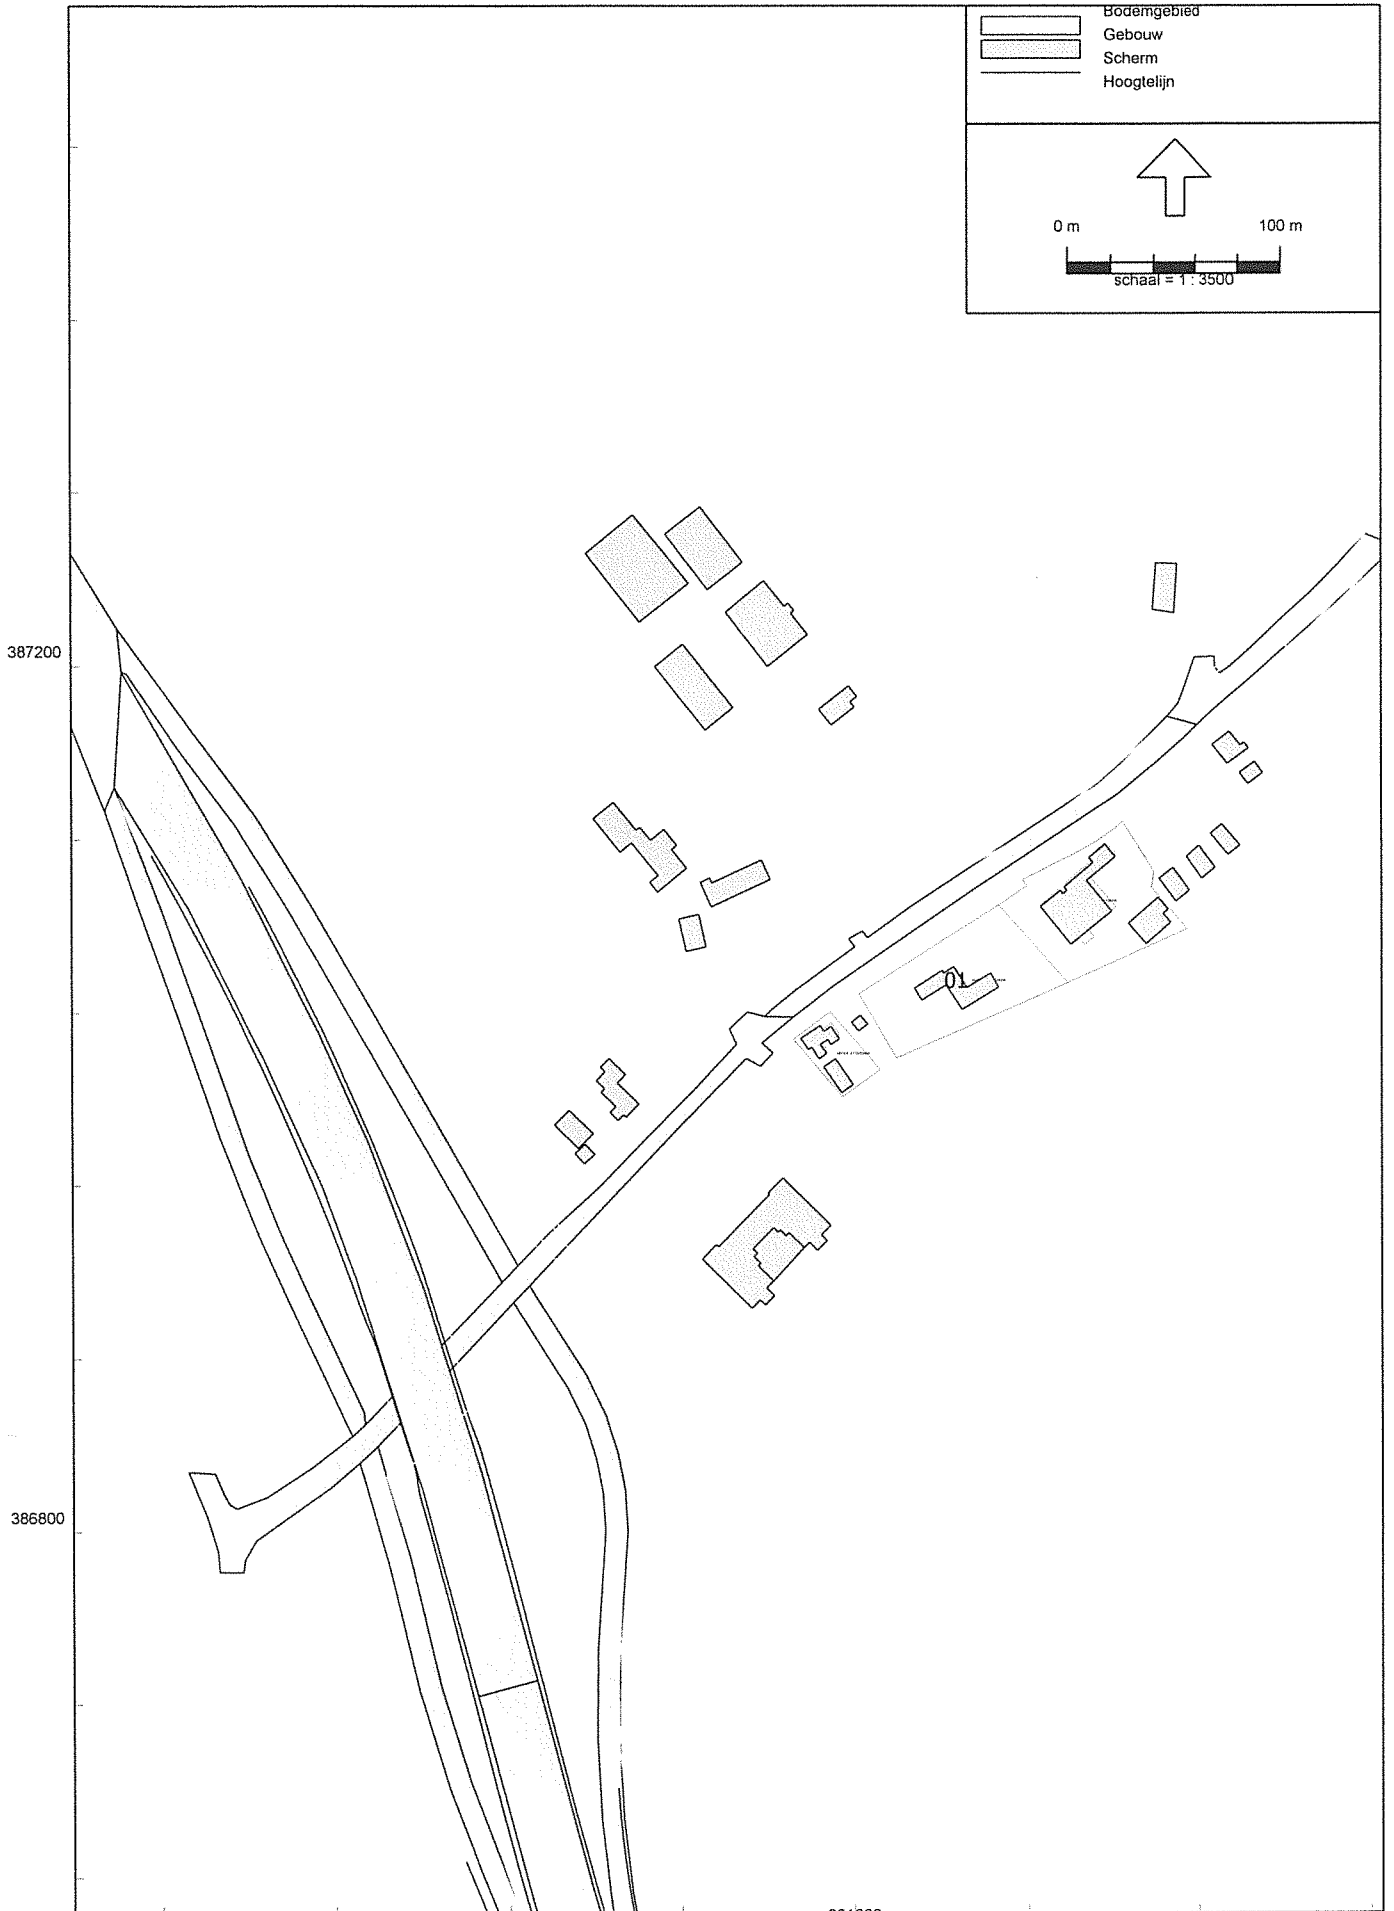 Bodemgebied
Gebouw
Scherm
Hoogtelijn
0 m 100 m
schaal = 1 : 3500
387200
01
386800